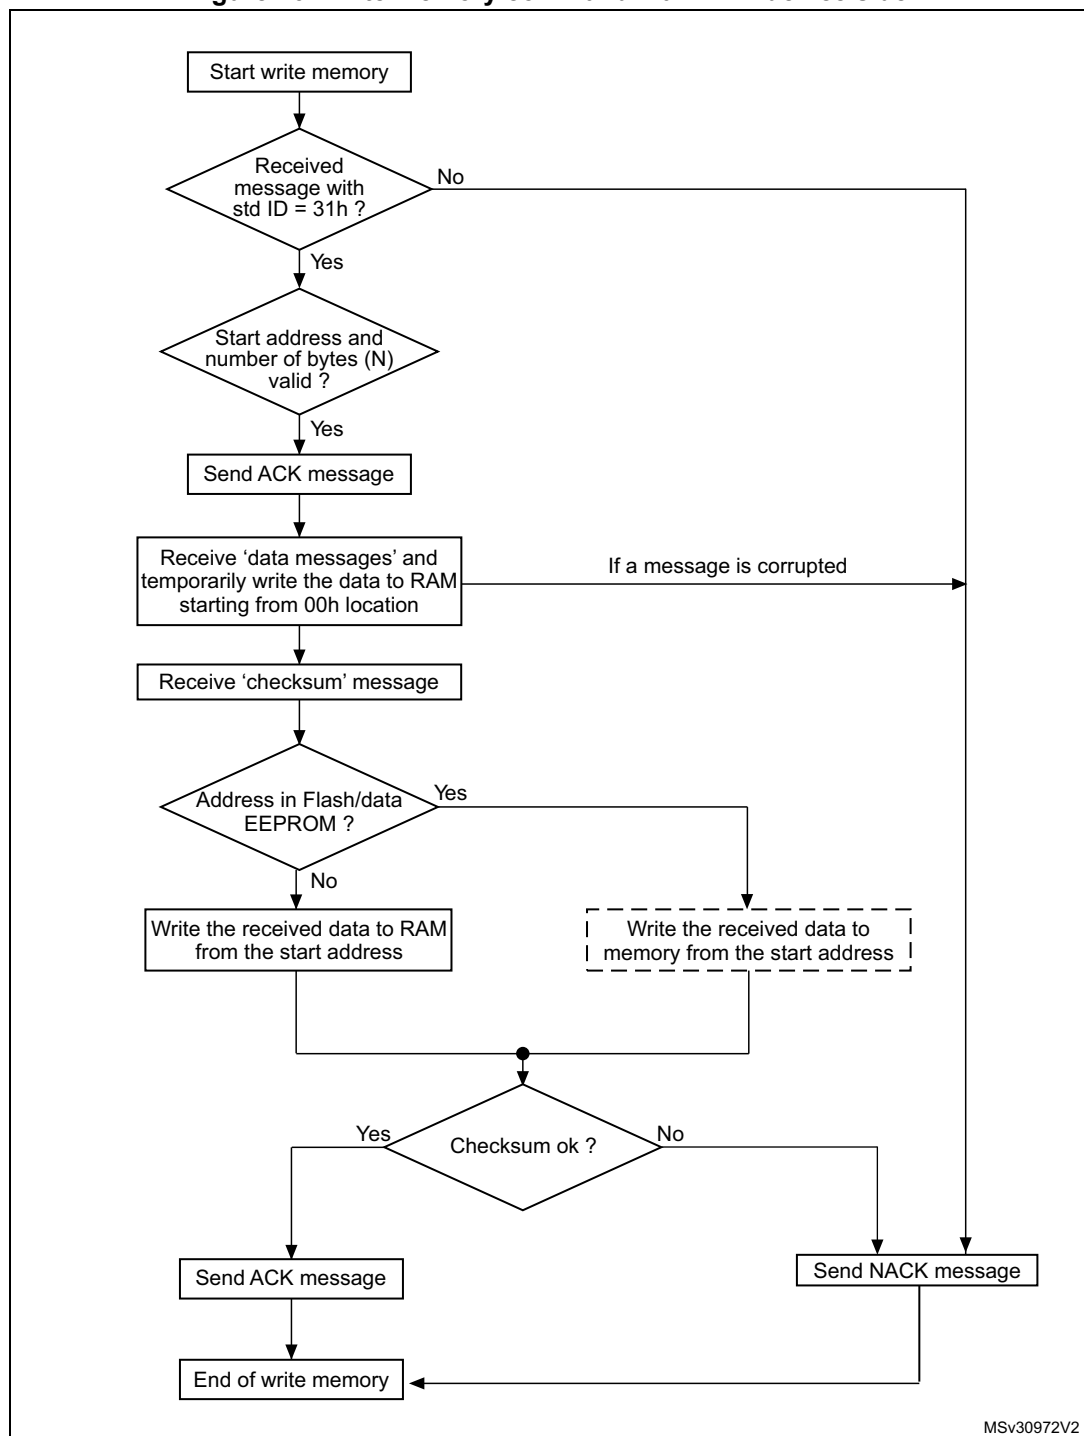 Start write memory
Received
message with
std ID = 31h ?
No
Yes
Start address and
number of bytes (N)
valid ?
Yes
Send ACK message
Receive ‘data messages’ and
temporarily write the data to RAM
starting from 00h location
If a message is corrupted
Receive ‘checksum’ message
Address in Flash/data
EEPROM ?
Yes
No
Write the received data to RAM
from the start address
Write the received data to
memory from the start address
Yes
Checksum ok ?
No
Send ACK message
Send NACK message
End of write memory
MSv30972V2